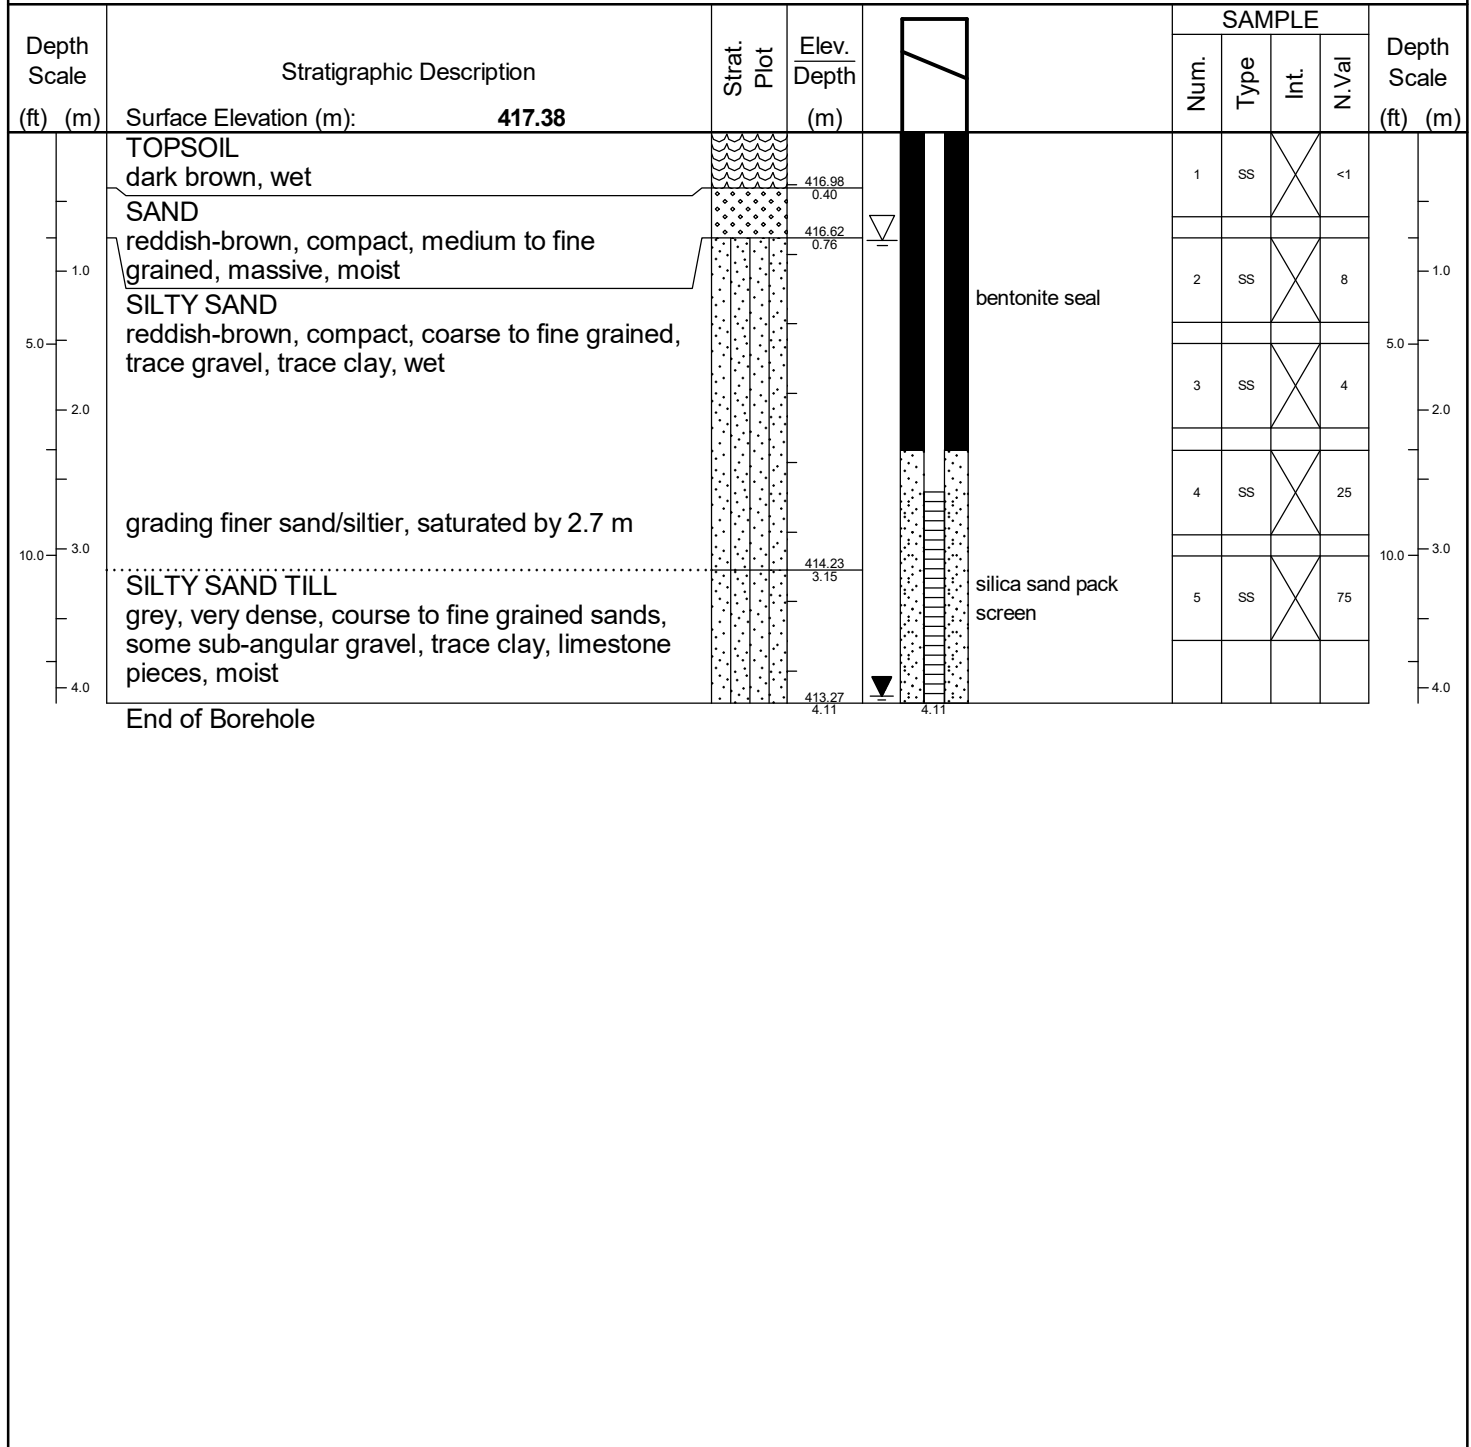 SAMPLE
Depth
Scale
(ft) (m)
Stratigraphic Description
Surface Elevation (m): 417.38
Strat.
Plot
Elev.
Depth
(m)
Num.
Type
Int.
N.Val
Depth
Scale
(ft) (m)
TOPSOIL
dark brown, wet
416.98
0.40
1 SS <1
SAND
reddish-brown, compact, medium to fine
grained, massive, moist
416.62
0.76
1.0
2 SS 8
1.0
SILTY SAND
reddish-brown, compact, coarse to fine grained,
trace gravel, trace clay, wet
bentonite seal
5.0
5.0
3 SS 4
2.0
2.0
4 SS 25
grading finer sand/siltier, saturated by 2.7 m
10.0 3.0
10.0 3.0
414.23
3.15
SILTY SAND TILL
grey, very dense, course to fine grained sands,
some sub-angular gravel, trace clay, limestone
pieces, moist
silica sand pack
screen
5 SS 75
4.0
4.0
413.27
4.11
4.11
End of Borehole